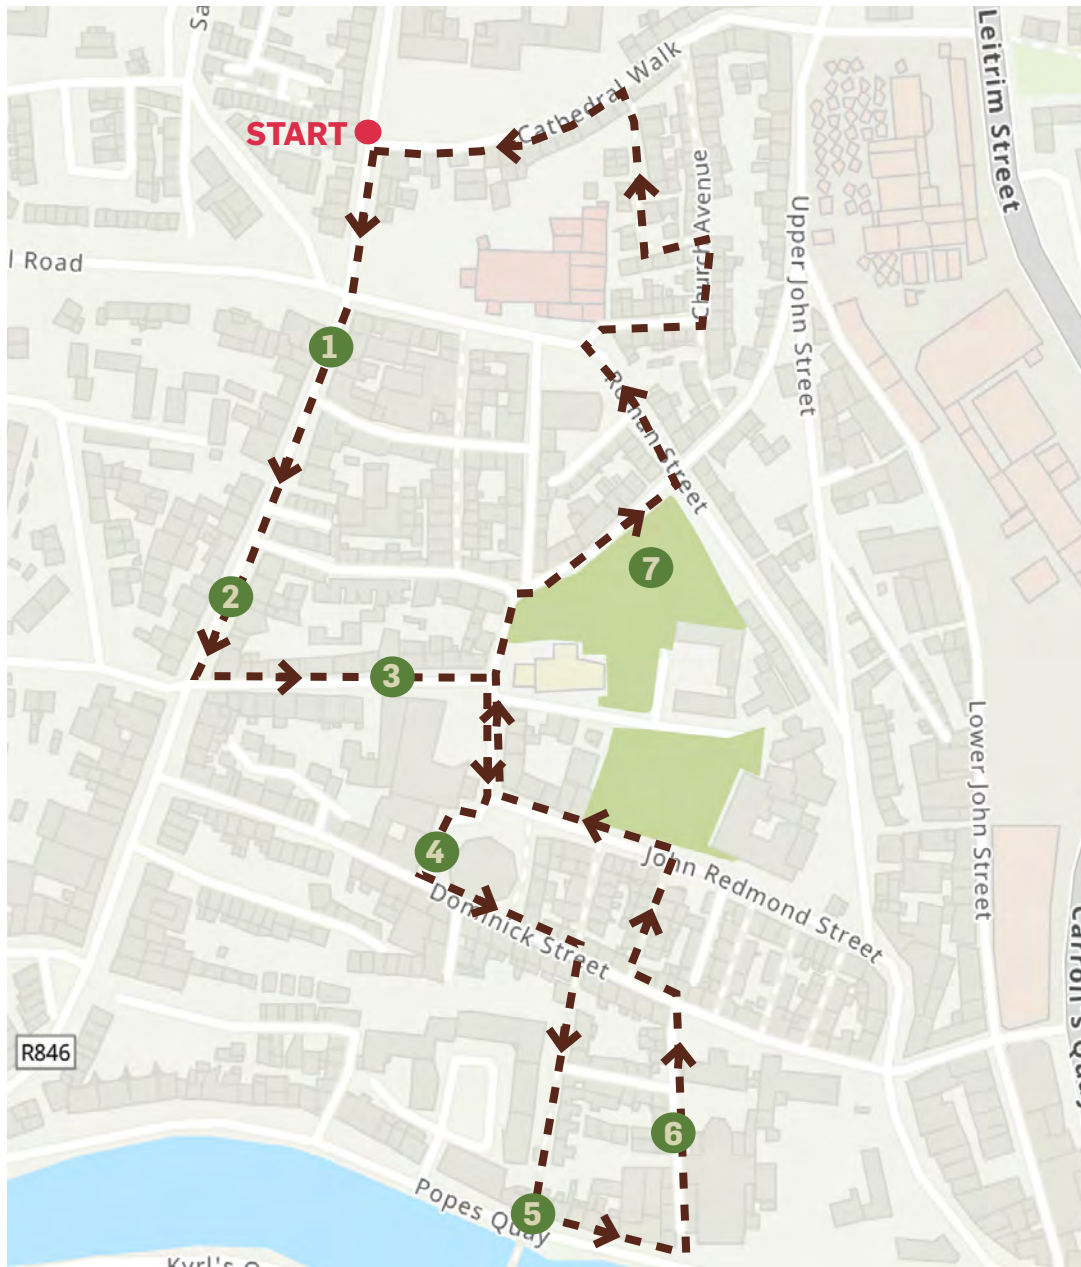 Sa
Leitrim Street
Cathedral Walk
START
Church Avenue
Upper John Street
l Road
1
Roman Street
7
2
3
Lower John Street
4
John Redmond Street
Dominick Street
R846
6
Popes Quay
5